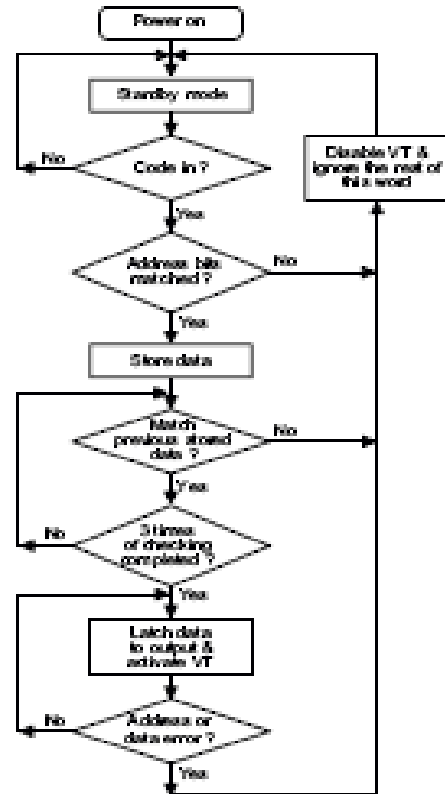 Power on
Standby mode
No
Code in ?
Disable VT &
ignore the rest of
this word
Yes
Address bits
matched ?
No
Yes
Store data
Match
previous stored
data ?
No
Yes
No
3 times
of checking
completed ?
Yes
Latch data
to output &
activate VT
No
Address or
data error ?
Yes